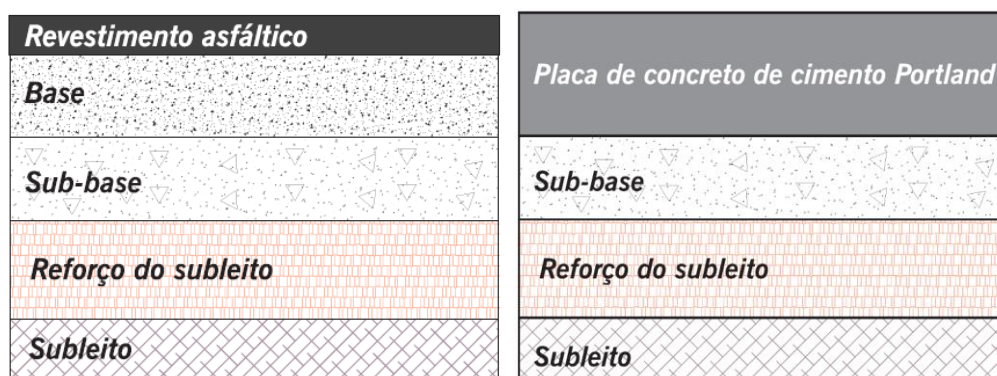 Revestimento asfáltico
Base
Sub-base
Reforço do subleito
Subleito
Placa de concreto de cimento Portland
Sub-base
Reforço do subleito
Subleito